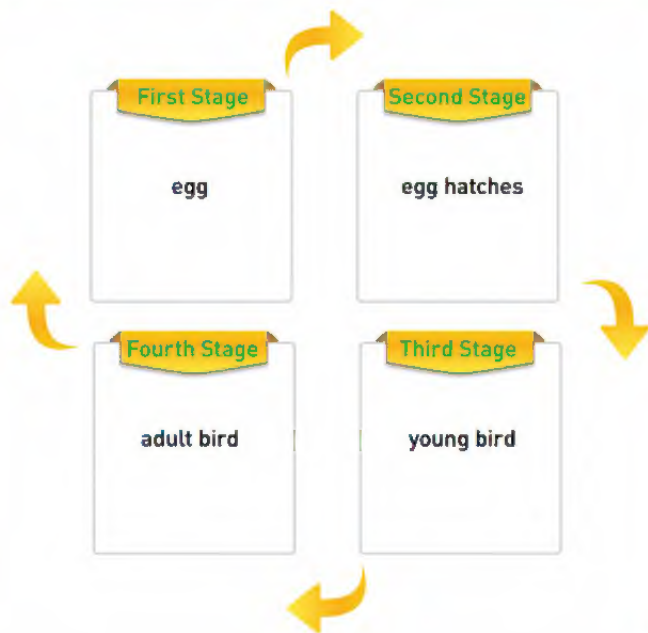 First Stage
egg
Second Stage
egg hatches
Third Stage
young bird
Fourth Stage
adult bird